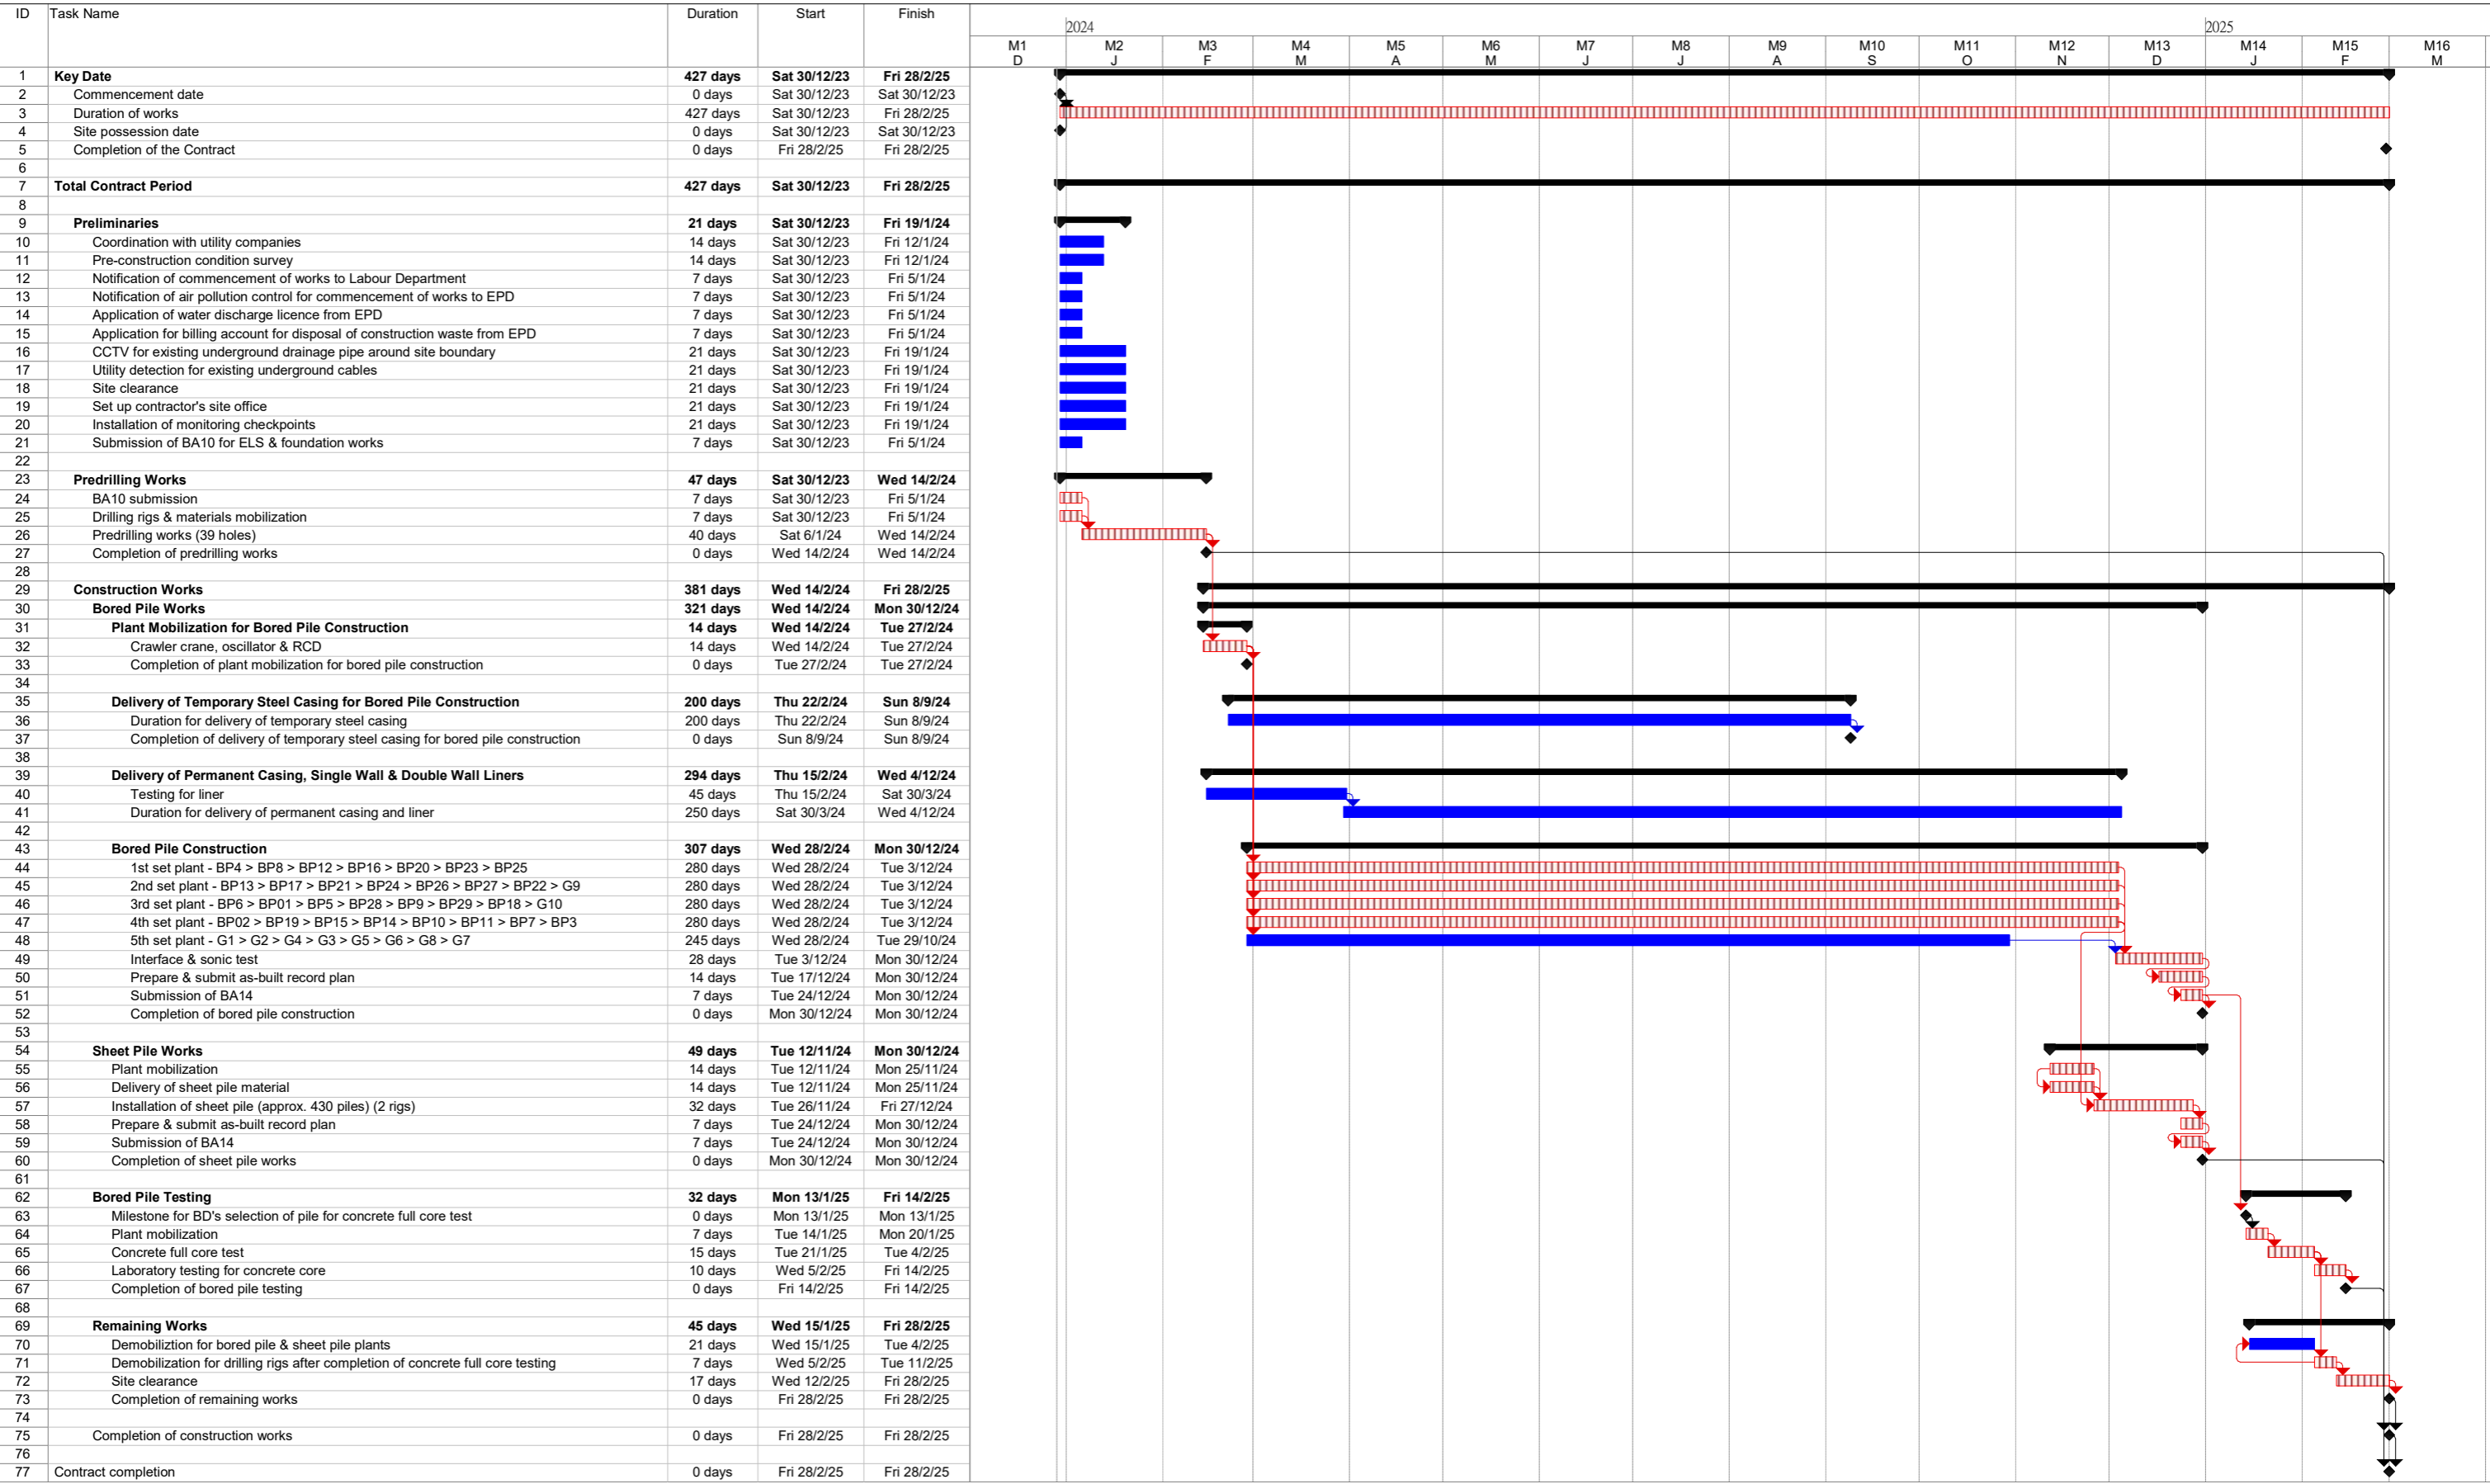 ID Task Name Duration Start Finish
2024 2025
M1 M2 M3 M4 M5 M6 M7 M8 M9 M10 M11 M12 M13 M14 M15 M16
D J F M A M J J A S O N D J F M
1 Key Date 427 days Sat 30/12/23 Fri 28/2/25
2 Commencement date 0 days Sat 30/12/23 Sat 30/12/23
3 Duration of works 427 days Sat 30/12/23 Fri 28/2/25
4 Site possession date 0 days Sat 30/12/23 Sat 30/12/23
5 Completion of the Contract 0 days Fri 28/2/25 Fri 28/2/25
6
7 Total Contract Period 427 days Sat 30/12/23 Fri 28/2/25
8
9 Preliminaries 21 days Sat 30/12/23 Fri 19/1/24
10 Coordination with utility companies 14 days Sat 30/12/23 Fri 12/1/24
11 Pre-construction condition survey 14 days Sat 30/12/23 Fri 12/1/24
12 Notification of commencement of works to Labour Department 7 days Sat 30/12/23 Fri 5/1/24
13 Notification of air pollution control for commencement of works to EPD 7 days Sat 30/12/23 Fri 5/1/24
14 Application of water discharge licence from EPD 7 days Sat 30/12/23 Fri 5/1/24
15 Application for billing account for disposal of construction waste from EPD 7 days Sat 30/12/23 Fri 5/1/24
16 CCTV for existing underground drainage pipe around site boundary 21 days Sat 30/12/23 Fri 19/1/24
17 Utility detection for existing underground cables 21 days Sat 30/12/23 Fri 19/1/24
18 Site clearance 21 days Sat 30/12/23 Fri 19/1/24
19 Set up contractor's site office 21 days Sat 30/12/23 Fri 19/1/24
20 Installation of monitoring checkpoints 21 days Sat 30/12/23 Fri 19/1/24
21 Submission of BA10 for ELS & foundation works 7 days Sat 30/12/23 Fri 5/1/24
22
23 Predrilling Works 47 days Sat 30/12/23 Wed 14/2/24
24 BA10 submission 7 days Sat 30/12/23 Fri 5/1/24
25 Drilling rigs & materials mobilization 7 days Sat 30/12/23 Fri 5/1/24
26 Predrilling works (39 holes) 40 days Sat 6/1/24 Wed 14/2/24
27 Completion of predrilling works 0 days Wed 14/2/24 Wed 14/2/24
28
29 Construction Works 381 days Wed 14/2/24 Fri 28/2/25
30 Bored Pile Works 321 days Wed 14/2/24 Mon 30/12/24
31 Plant Mobilization for Bored Pile Construction 14 days Wed 14/2/24 Tue 27/2/24
32 Crawler crane, oscillator & RCD 14 days Wed 14/2/24 Tue 27/2/24
33 Completion of plant mobilization for bored pile construction 0 days Tue 27/2/24 Tue 27/2/24
34
35 Delivery of Temporary Steel Casing for Bored Pile Construction 200 days Thu 22/2/24 Sun 8/9/24
36 Duration for delivery of temporary steel casing 200 days Thu 22/2/24 Sun 8/9/24
37 Completion of delivery of temporary steel casing for bored pile construction 0 days Sun 8/9/24 Sun 8/9/24
38
39 Delivery of Permanent Casing, Single Wall & Double Wall Liners 294 days Thu 15/2/24 Wed 4/12/24
40 Testing for liner 45 days Thu 15/2/24 Sat 30/3/24
41 Duration for delivery of permanent casing and liner 250 days Sat 30/3/24 Wed 4/12/24
42
43 Bored Pile Construction 307 days Wed 28/2/24 Mon 30/12/24
44 1st set plant - BP4 > BP8 > BP12 > BP16 > BP20 > BP23 > BP25 280 days Wed 28/2/24 Tue 3/12/24
45 2nd set plant - BP13 > BP17 > BP21 > BP24 > BP26 > BP27 > BP22 > G9 280 days Wed 28/2/24 Tue 3/12/24
46 3rd set plant - BP6 > BP01 > BP5 > BP28 > BP9 > BP29 > BP18 > G10 280 days Wed 28/2/24 Tue 3/12/24
47 4th set plant - BP02 > BP19 > BP15 > BP14 > BP10 > BP11 > BP7 > BP3 280 days Wed 28/2/24 Tue 3/12/24
48 5th set plant - G1 > G2 > G4 > G3 > G5 > G6 > G8 > G7 245 days Wed 28/2/24 Tue 29/10/24
49 Interface & sonic test 28 days Tue 3/12/24 Mon 30/12/24
50 Prepare & submit as-built record plan 14 days Tue 17/12/24 Mon 30/12/24
51 Submission of BA14 7 days Tue 24/12/24 Mon 30/12/24
52 Completion of bored pile construction 0 days Mon 30/12/24 Mon 30/12/24
53
54 Sheet Pile Works 49 days Tue 12/11/24 Mon 30/12/24
55 Plant mobilization 14 days Tue 12/11/24 Mon 25/11/24
56 Delivery of sheet pile material 14 days Tue 12/11/24 Mon 25/11/24
57 Installation of sheet pile (approx. 430 piles) (2 rigs) 32 days Tue 26/11/24 Fri 27/12/24
58 Prepare & submit as-built record plan 7 days Tue 24/12/24 Mon 30/12/24
59 Submission of BA14 7 days Tue 24/12/24 Mon 30/12/24
60 Completion of sheet pile works 0 days Mon 30/12/24 Mon 30/12/24
61
62 Bored Pile Testing 32 days Mon 13/1/25 Fri 14/2/25
63 Milestone for BD's selection of pile for concrete full core test 0 days Mon 13/1/25 Mon 13/1/25
64 Plant mobilization 7 days Tue 14/1/25 Mon 20/1/25
65 Concrete full core test 15 days Tue 21/1/25 Tue 4/2/25
66 Laboratory testing for concrete core 10 days Wed 5/2/25 Fri 14/2/25
67 Completion of bored pile testing 0 days Fri 14/2/25 Fri 14/2/25
68
69 Remaining Works 45 days Wed 15/1/25 Fri 28/2/25
70 Demobiliztion for bored pile & sheet pile plants 21 days Wed 15/1/25 Tue 4/2/25
71 Demobilization for drilling rigs after completion of concrete full core testing 7 days Wed 5/2/25 Tue 11/2/25
72 Site clearance 17 days Wed 12/2/25 Fri 28/2/25
73 Completion of remaining works 0 days Fri 28/2/25 Fri 28/2/25
74
75 Completion of construction works 0 days Fri 28/2/25 Fri 28/2/25
76
77 Contract completion 0 days Fri 28/2/25 Fri 28/2/25